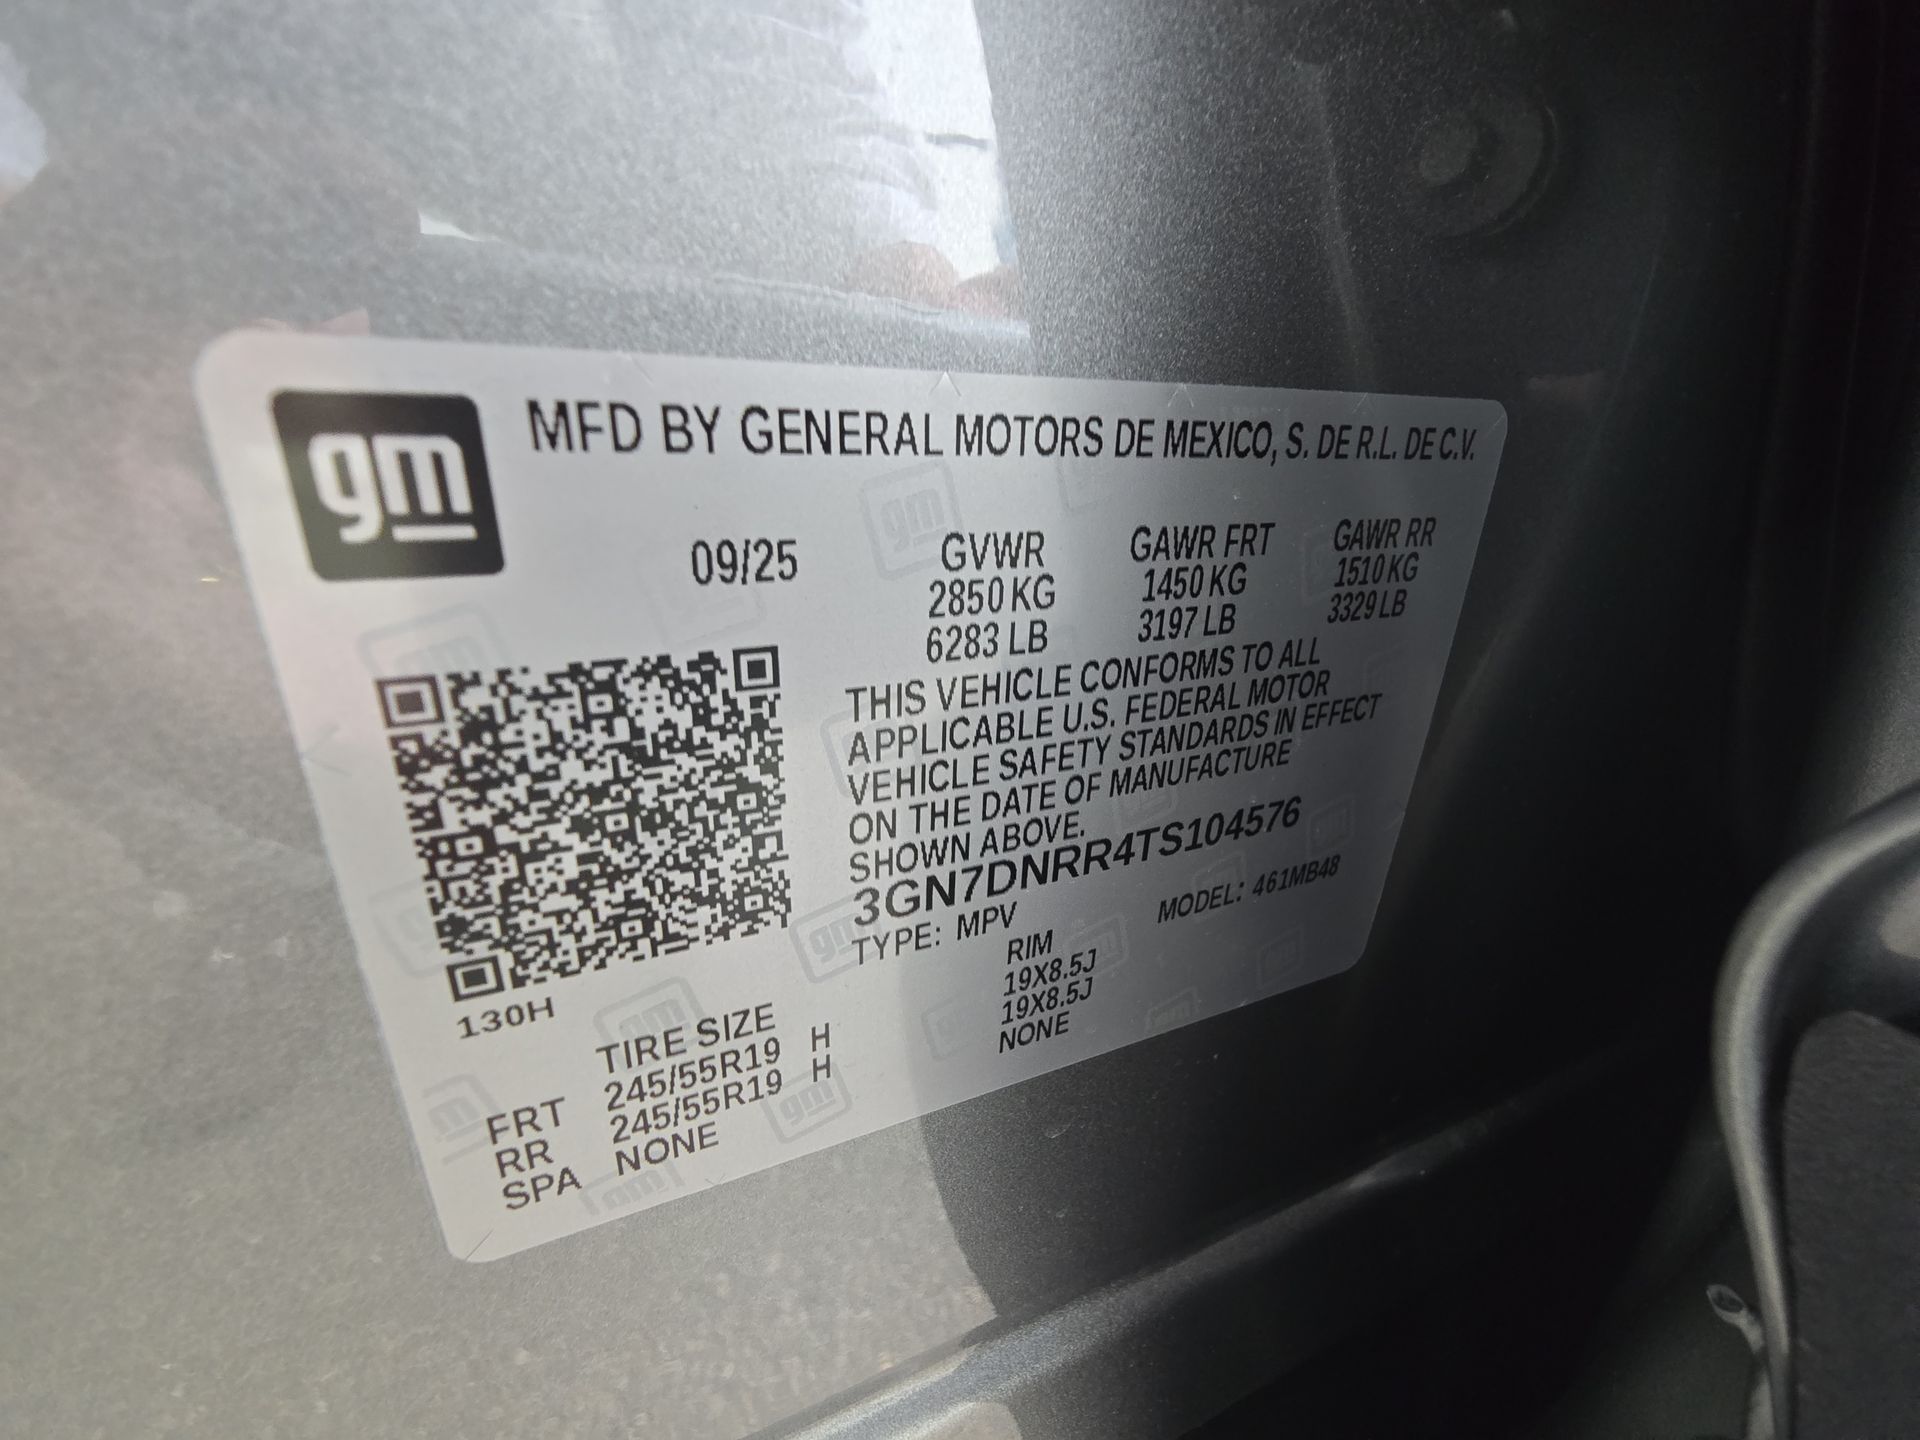 gm
MFD BY GENERAL MOTORS DE MEXICO, S. DE R.L. DE C.V.
09/25 GVWR GAWR FRT GAWR RR
2850 KG 1450 KG 1510 KG
6283 LB 3197 LB 3329 LB
THIS VEHICLE CONFORMS TO ALL
APPLICABLE U.S. FEDERAL MOTOR
VEHICLE SAFETY STANDARDS IN EFFECT
ON THE DATE OF MANUFACTURE
SHOWN ABOVE.
3GN7DNRR4TS104576
TYPE: MPV MODEL: 461MB48
130H
TIRE SIZE RIM
FRT 245/55R19 H 19X8.5J
RR 245/55R19 H 19X8.5J
SPA NONE NONE